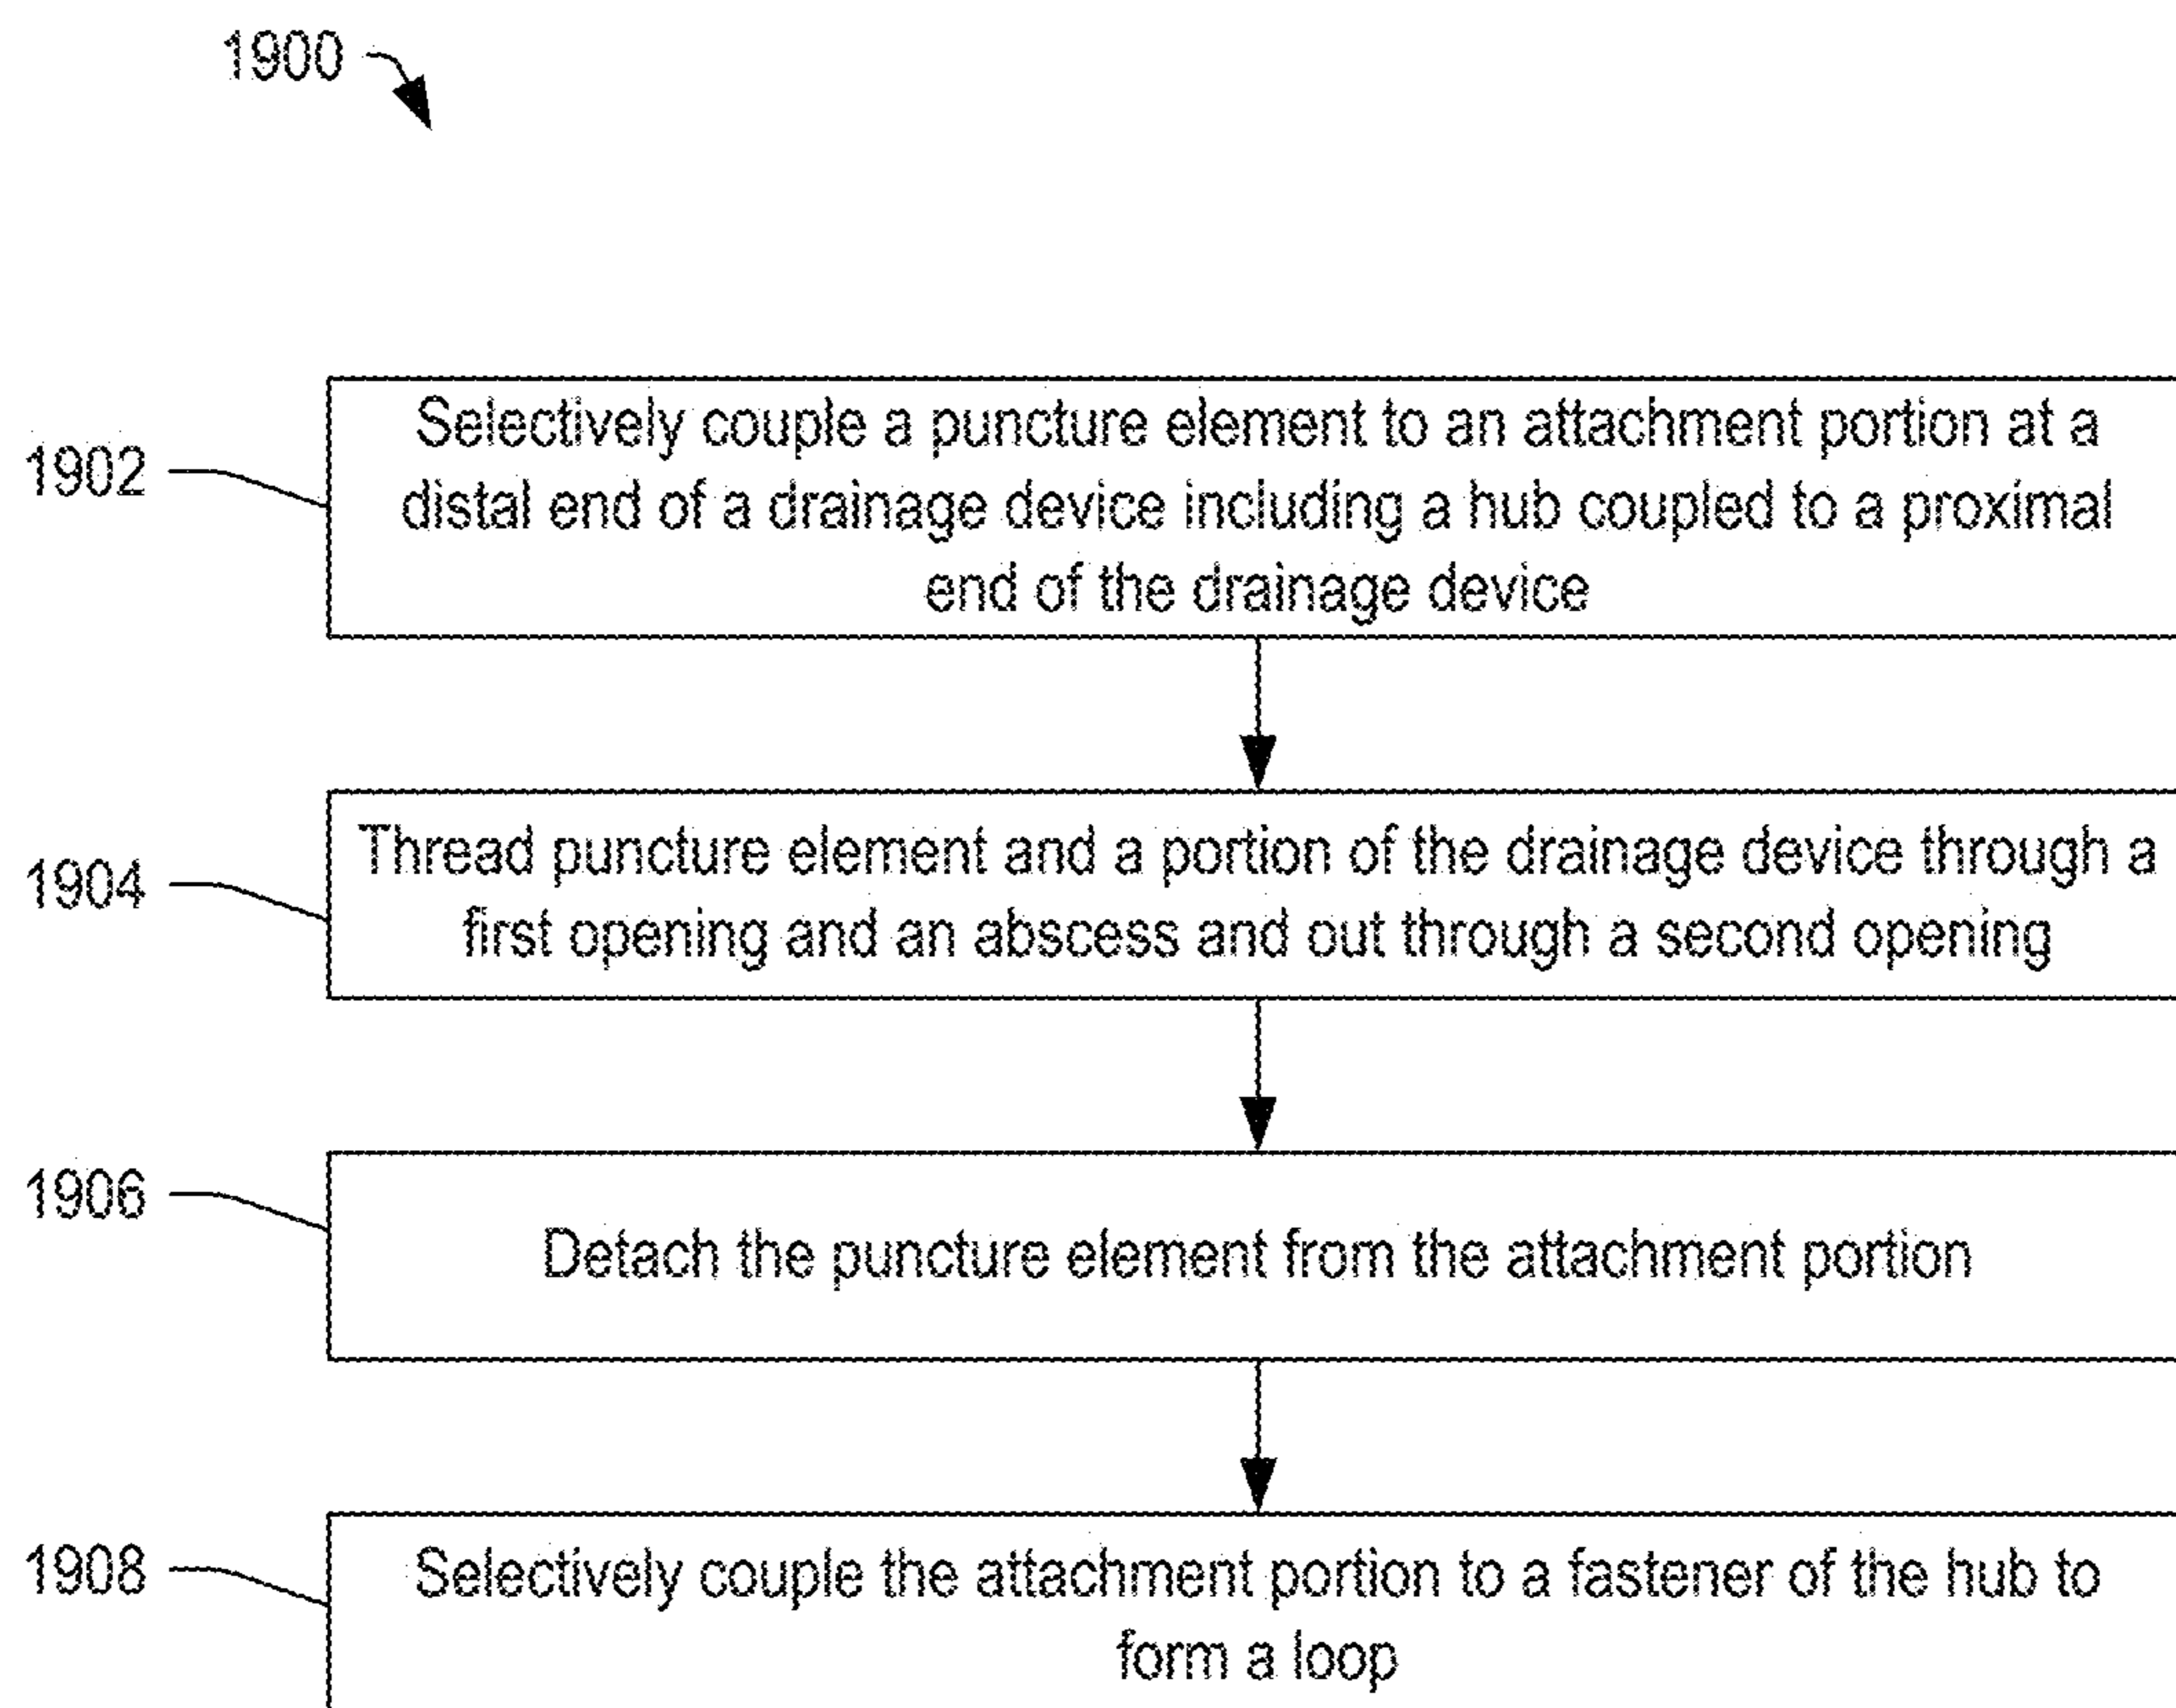 1900
1902
Selectively couple a puncture element to an attachment portion at a
distal end of a drainage device including a hub coupled to a proximal
end of the drainage device
1904
Thread puncture element and a portion of the drainage device through a
first opening and an abscess and out through a second opening
1906
Detach the puncture element from the attachment portion
1908
Selectively couple the attachment portion to a fastener of the hub to
form a loop